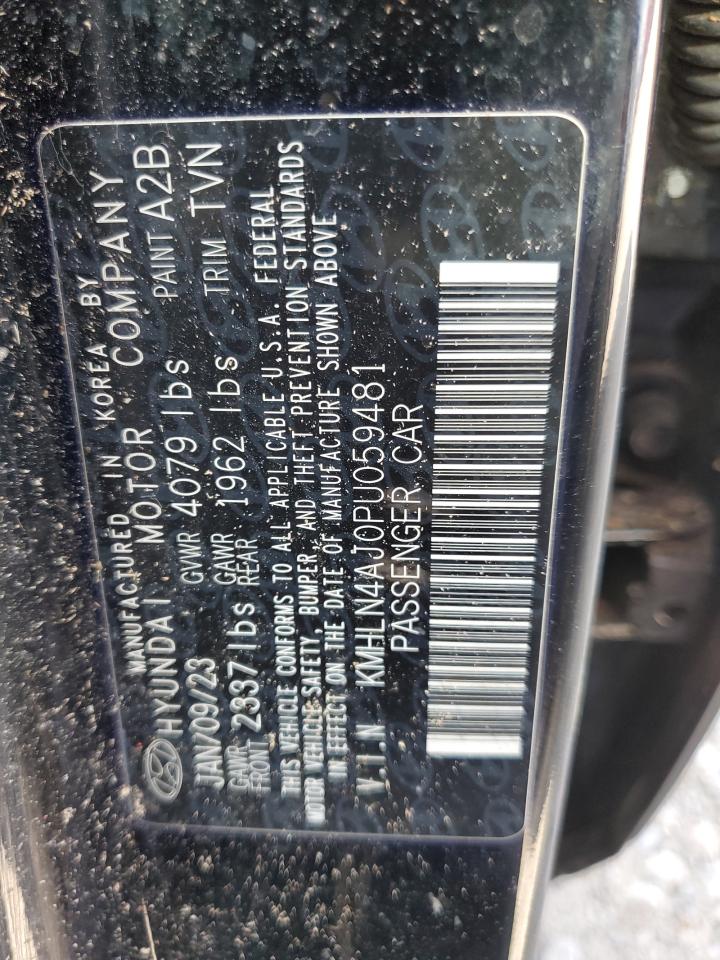 MANUFACTURED IN KOREA BY
HYUNDAI MOTOR COMPANY
JAN/09/23 GVWR 4079 lbs PAINT A2B
GAWR FRONT 2337 lbs GAWR REAR 1962 lbs TRIM TVN
THIS VEHICLE CONFORMS TO ALL APPLICABLE U.S.A. FEDERAL
MOTOR VEHICLE SAFETY, BUMPER, AND THEFT PREVENTION STANDARDS
IN EFFECT ON THE DATE OF MANUFACTURE SHOWN ABOVE
V.I.N KMHLN4AJ0PU059481
PASSENGER CAR